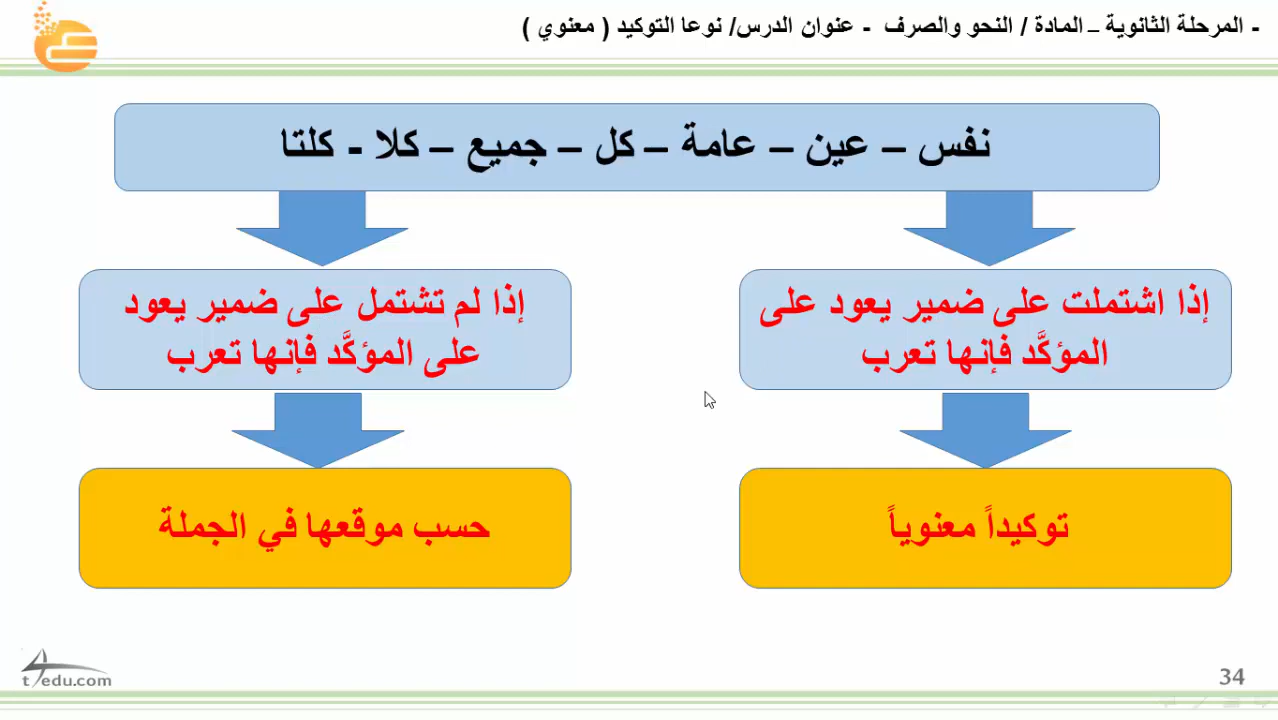 - المرحلة الثانوية – المادة / النحو والصرف - عنوان الدرس/ نوعا التوكيد ( معنوي )
نفس – عين – عامة – كل – جميع – كلا - كلتا
إذا اشتملت على ضمير يعود على
المؤكَّد فإنها تعرب
إذا لم تشتمل على ضمير يعود
على المؤكَّد فإنها تعرب
توكيداً معنوياً
حسب موقعها في الجملة
t4edu.com
34